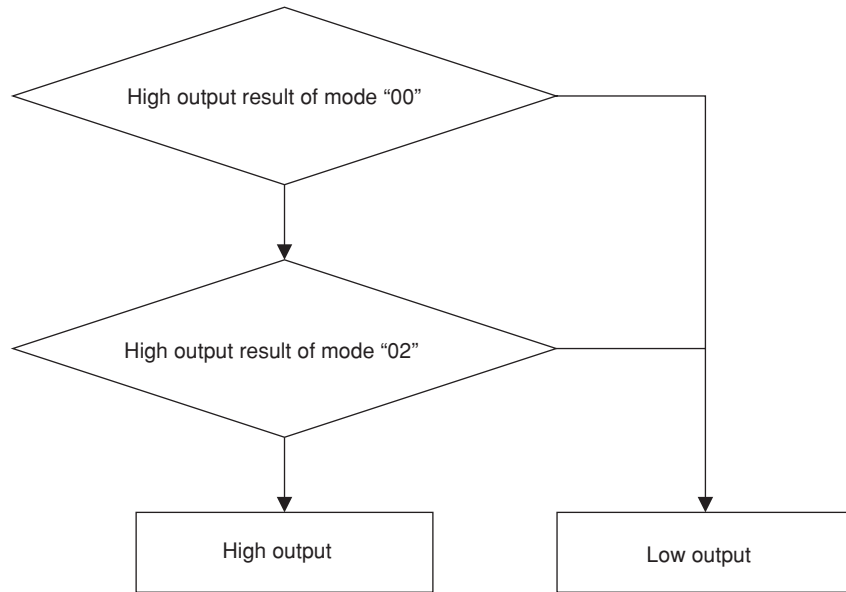 High output result of mode “00”
High output result of mode “02”
High output
Low output